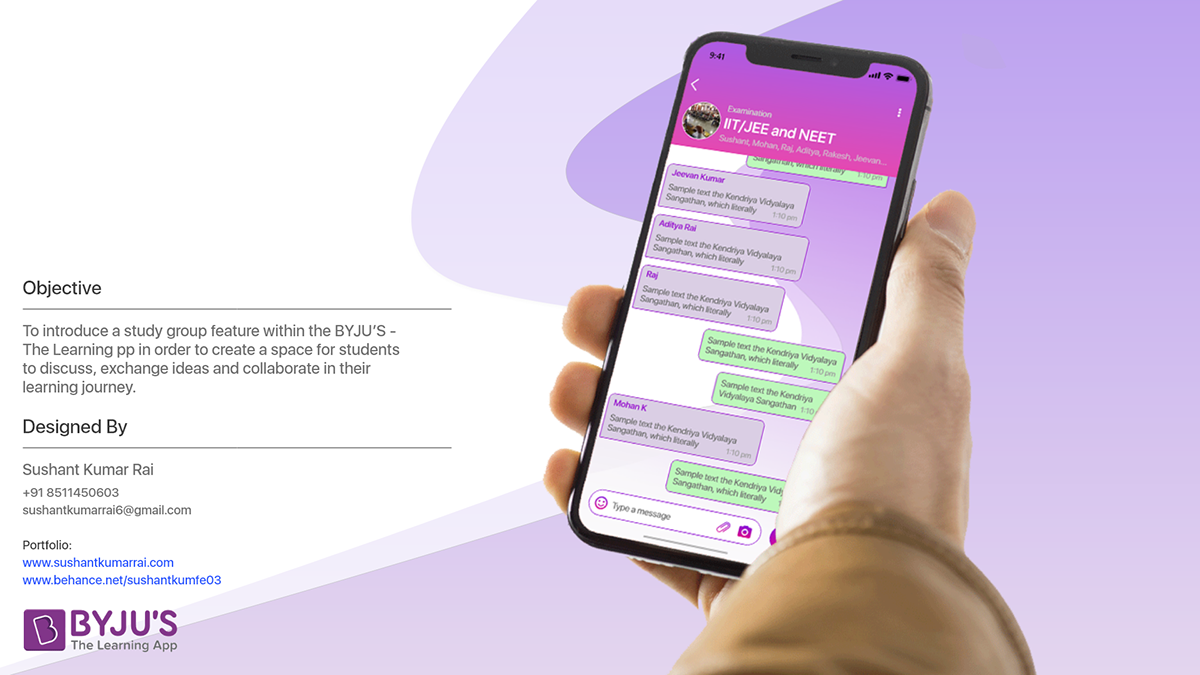 Objective
To introduce a study group feature within the BYJU'S -
The Learning pp in order to create a space for students
to discuss, exchange ideas and collaborate in their
learning journey.
Designed By
Sushant Kumar Rai
+91 8511450603
sushantkumarrai6@gmail.com
Portfolio:
www.sushantkumarrai.com
www.behance.net/sushantkumfe03
BYJU'S
The Learning App
9:41
Examination
IIT/JEE and NEET
Sushant, Mohan, Raj, Aditya, Rakesh, Jeevan...
Sangathan, which literally
1:10 pm
Jeevan Kumar
Sample text the Kendriya Vidyalaya
Sangathan, which literally
1:10 pm
Aditya Rai
Sample text the Kendriya Vidyalaya
Sangathan, which literally
1:10 pm
Raj
Sample text the Kendriya Vidyalaya
Sangathan, which literally
1:10 pm
Sample text the Kendriya Vidyalaya
Sangathan, which literally
1:10 pm
Sample text the Kendriya
Vidyalaya Sangathan
1:10
Mohan K
Sample text the Kendriya Vidyalaya
Sangathan, which literally
1:10 pm
Sample text the Kendriya
Sangathan, which literally
Type a message